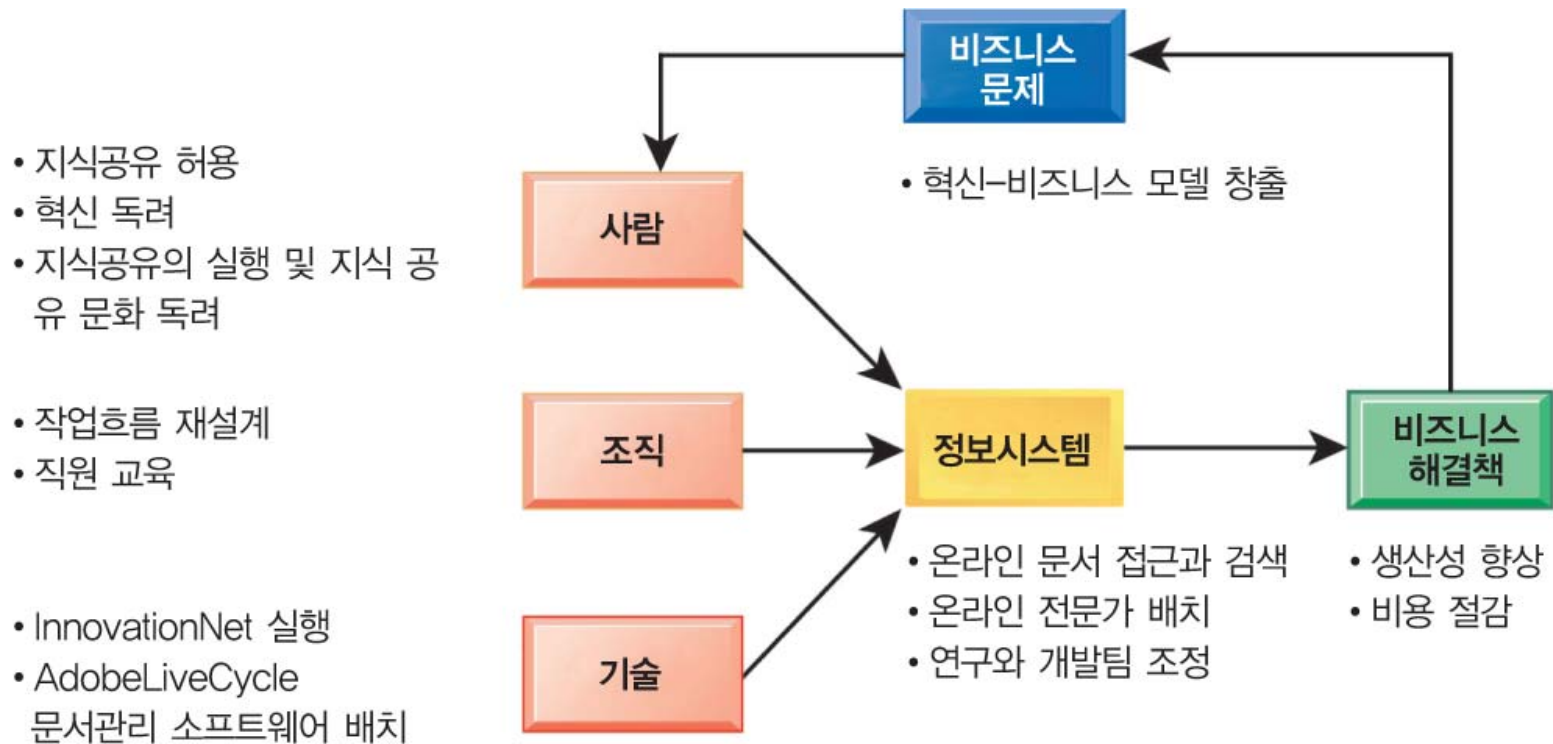 비즈니스
문제
• 혁신–비즈니스 모델 창출
• 지식공유 허용
• 혁신 독려
• 지식공유의 실행 및 지식 공
유 문화 독려
사람
• 작업흐름 재설계
• 직원 교육
조직
정보시스템
비즈니스
해결책
• InnovationNet 실행
• AdobeLiveCycle
문서관리 소프트웨어 배치
기술
• 온라인 문서 접근과 검색
• 온라인 전문가 배치
• 연구와 개발팀 조정
• 생산성 향상
• 비용 절감